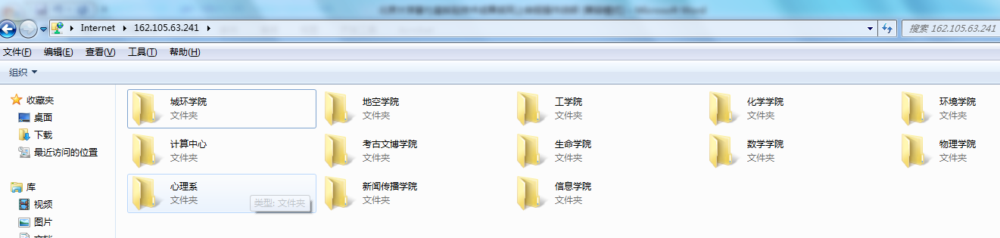 Internet
162.105.63.241
搜索 162.105.63.241
文件(F) 编辑(E) 查看(V) 工具(T) 帮助(H)
组织
收藏夹
桌面
下载
最近访问的位置
库
视频
图片
城环学院
文件夹
地空学院
文件夹
工学院
文件夹
化学学院
文件夹
环境学院
文件夹
计算中心
文件夹
考古文博学院
文件夹
生命学院
文件夹
数学学院
文件夹
物理学院
文件夹
心理系
文件夹
类型: 文件夹
新闻传播学院
文件夹
信息学院
文件夹